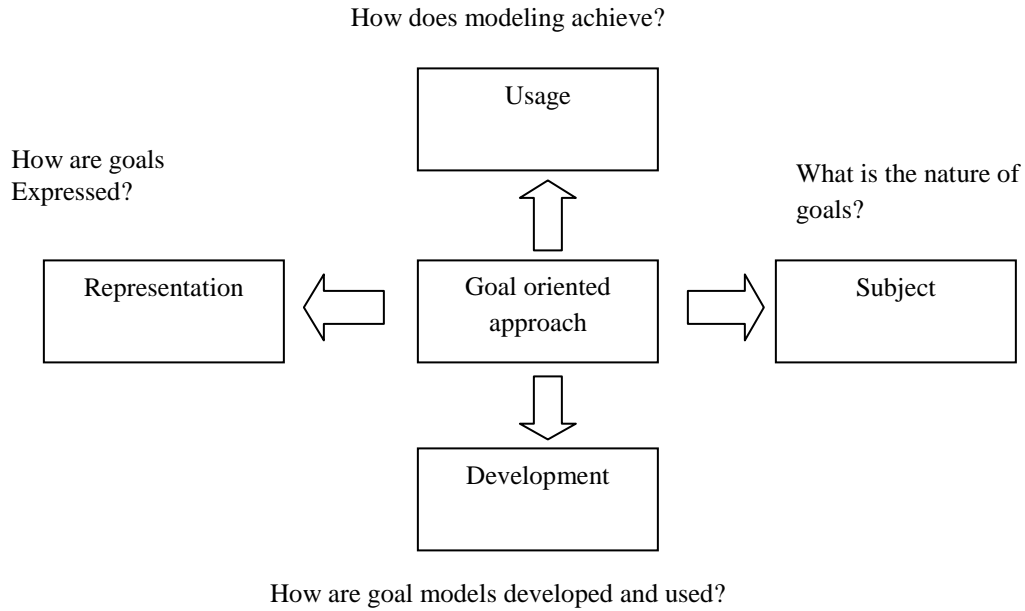 How does modeling achieve?
Usage
How are goals
Expressed?
What is the nature of
goals?
Representation
Goal oriented
approach
Subject
Development
How are goal models developed and used?